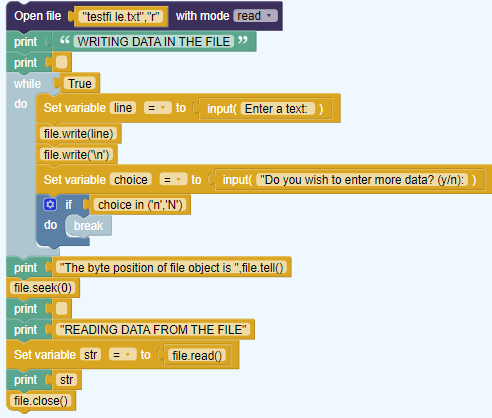 Open file "testfi le.txt","r" with mode read
print “ WRITING DATA IN THE FILE ”
print
while True
do Set variable line = to input( Enter a text: )
file.write(line)
file.write('\n')
Set variable choice = to input( "Do you wish to enter more data? (y/n): )
if choice in ('n','N')
do break
print "The byte position of file object is ",file.tell()
file.seek(0)
print
print "READING DATA FROM THE FILE"
Set variable str = to file.read()
print str
file.close()